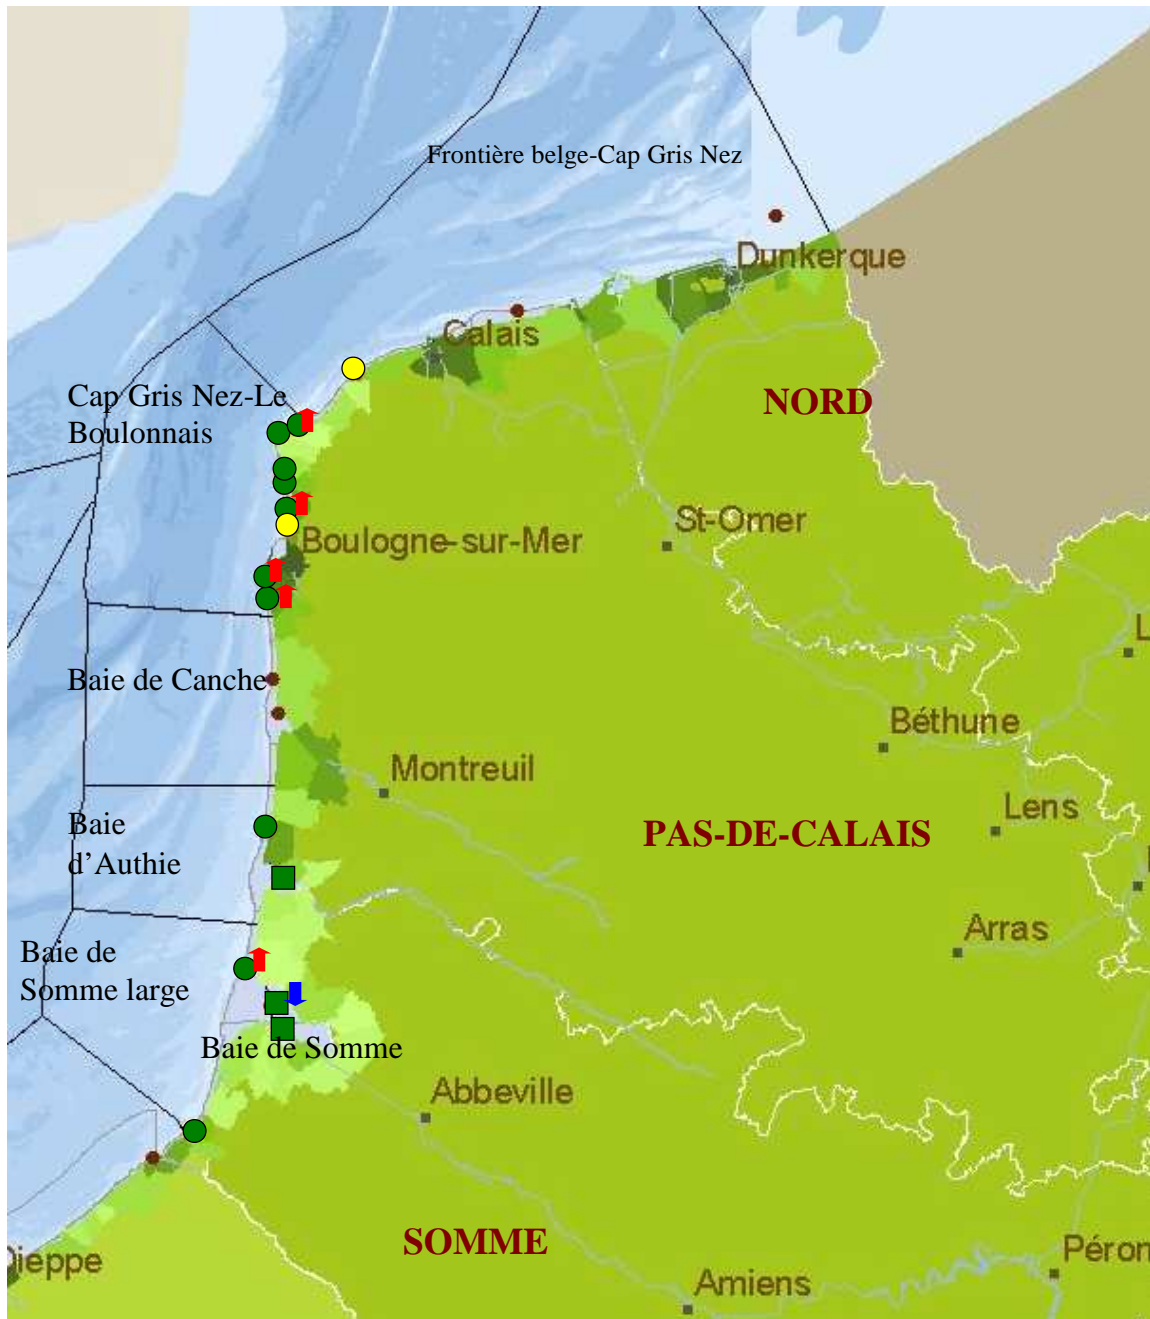 Frontière belge-Cap Gris Nez
Dunkerque
Calais
Cap Gris Nez-Le
Boulonnais
NORD
St-Omer
Boulogne-sur-Mer
L
Baie de Canche
Béthune
Montreuil
Lens
Baie
d’Authie
PAS-DE-CALAIS
Arras
Baie de
Somme large
Baie de Somme
Abbeville
SOMME
Dieppe
Péron
Amiens